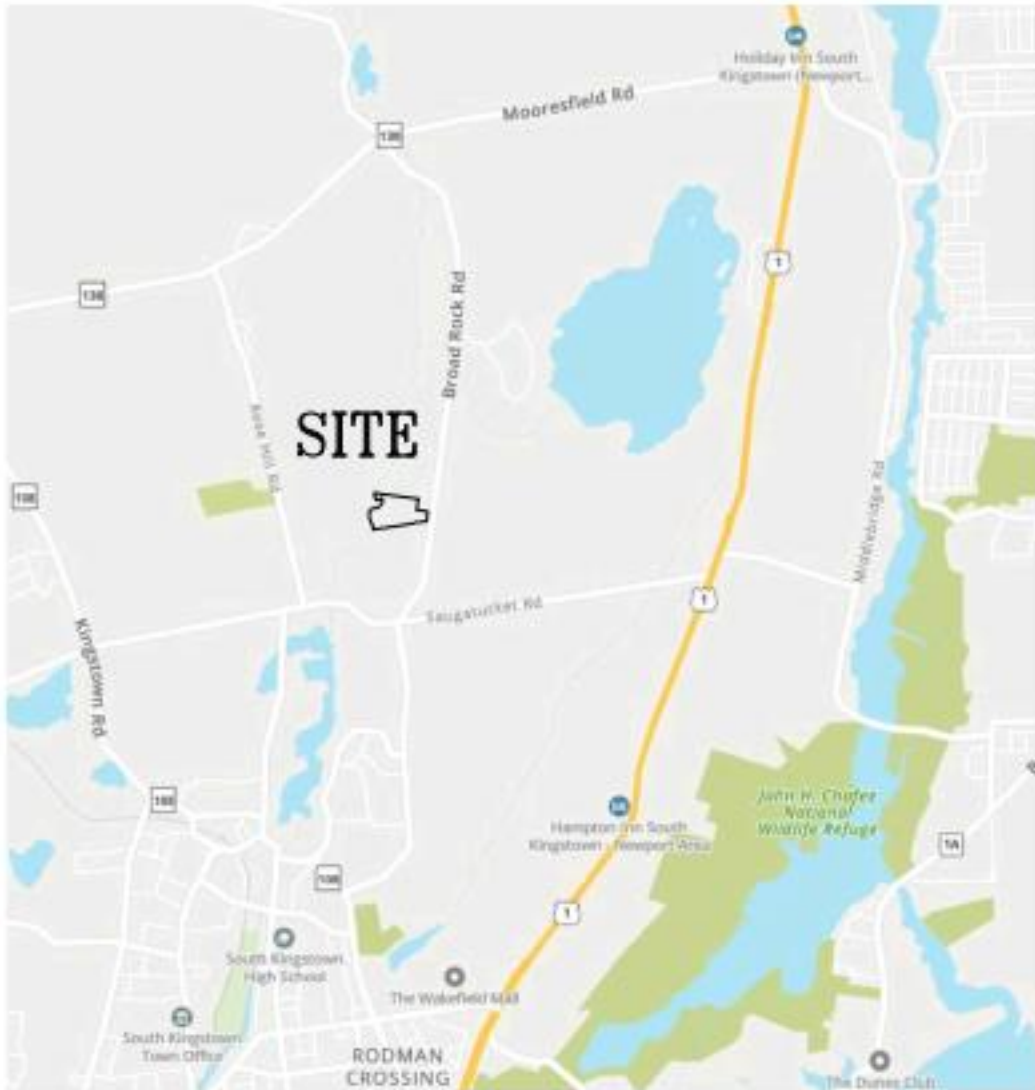 Holiday Inn South
Kingstown (Newport...
Mooresfield Rd
138
1
138
Broad Rock Rd
Rose Hill Rd
SITE
108
Middlebridge Rd
Saugatucket Rd
1
Kingstown Rd
108
Hampton Inn South
Kingstown - Newport Area
John H. Chafee
National
Wildlife Refuge
1A
108
1
South Kingstown
High School
The Wakefield Mall
South Kingstown
Town Office
RODMAN
CROSSING
The Dunes Club